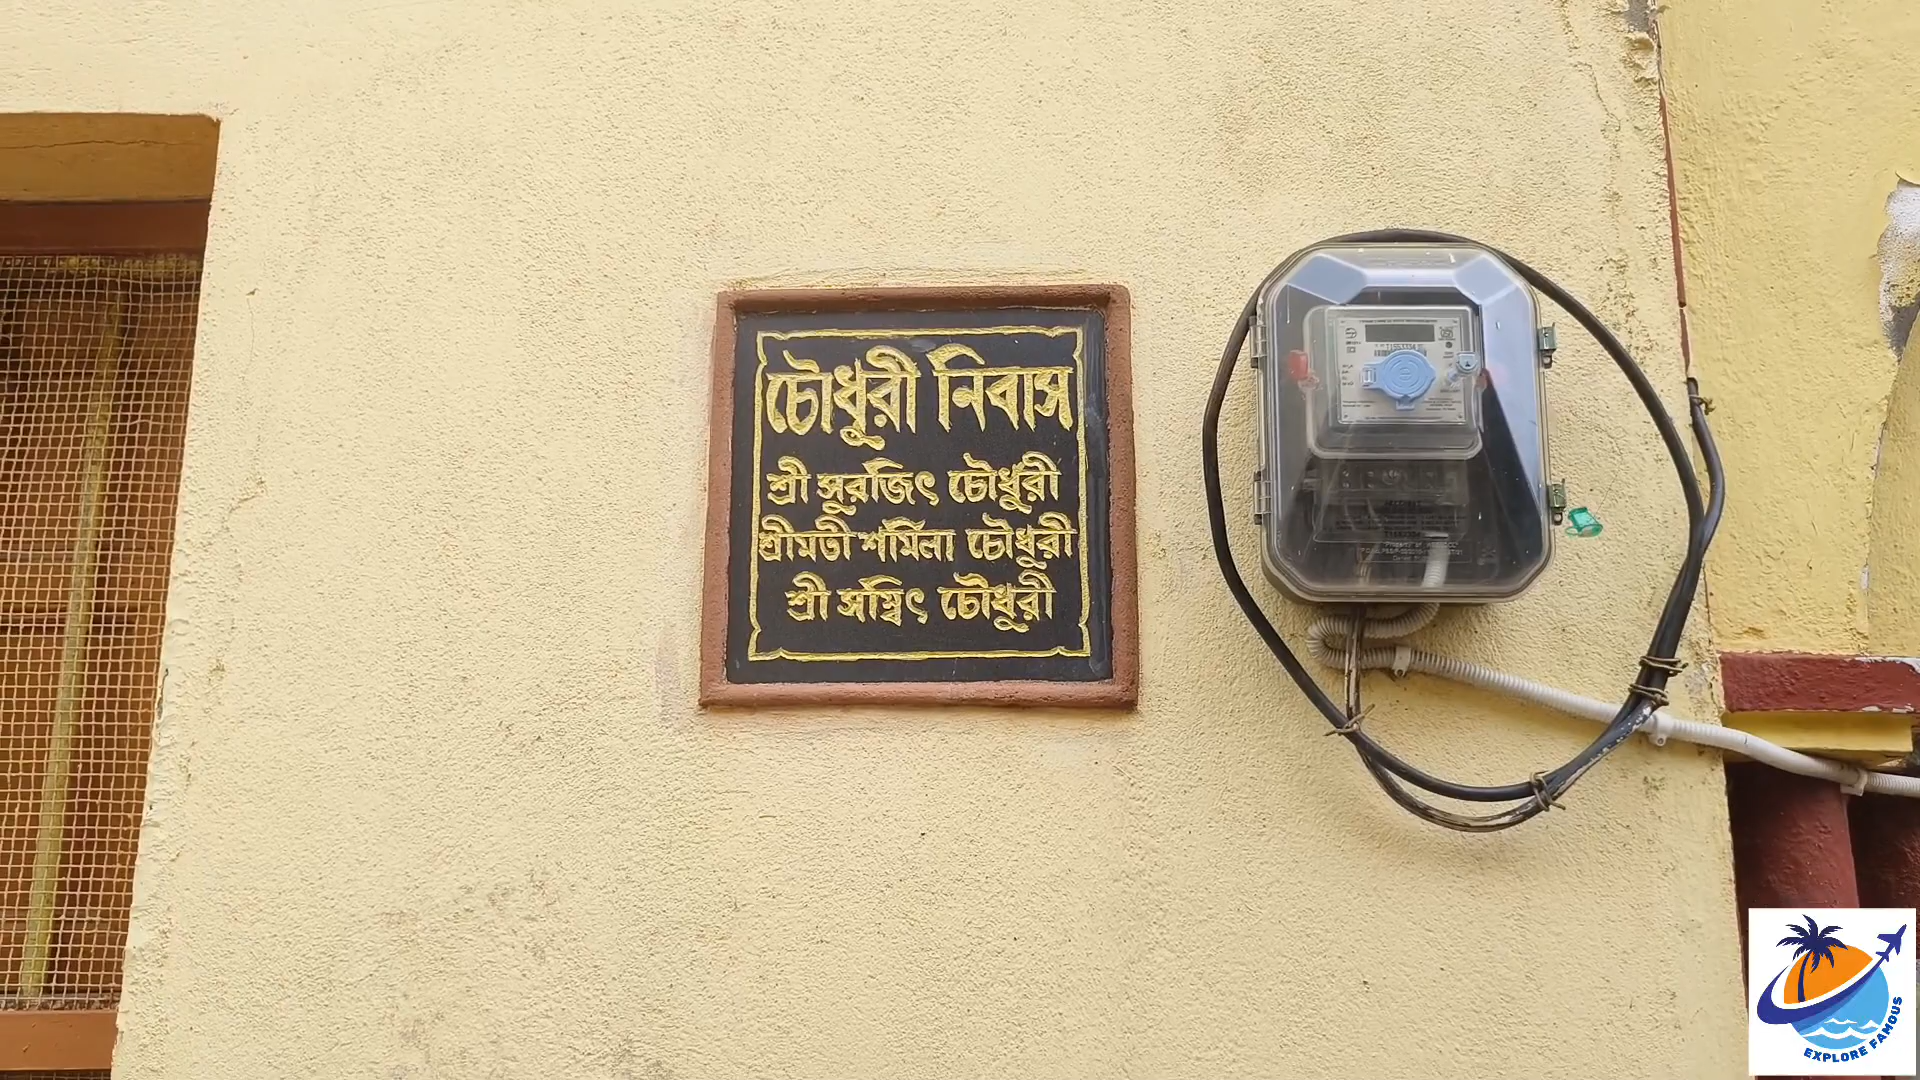 চৌধুরী নিবাস
শ্রী সুরজিৎ চৌধুরী
শ্রীমতী শর্মিলা চৌধুরী
শ্রী সম্বিৎ চৌধুরী
EXPLORE FAMOUS